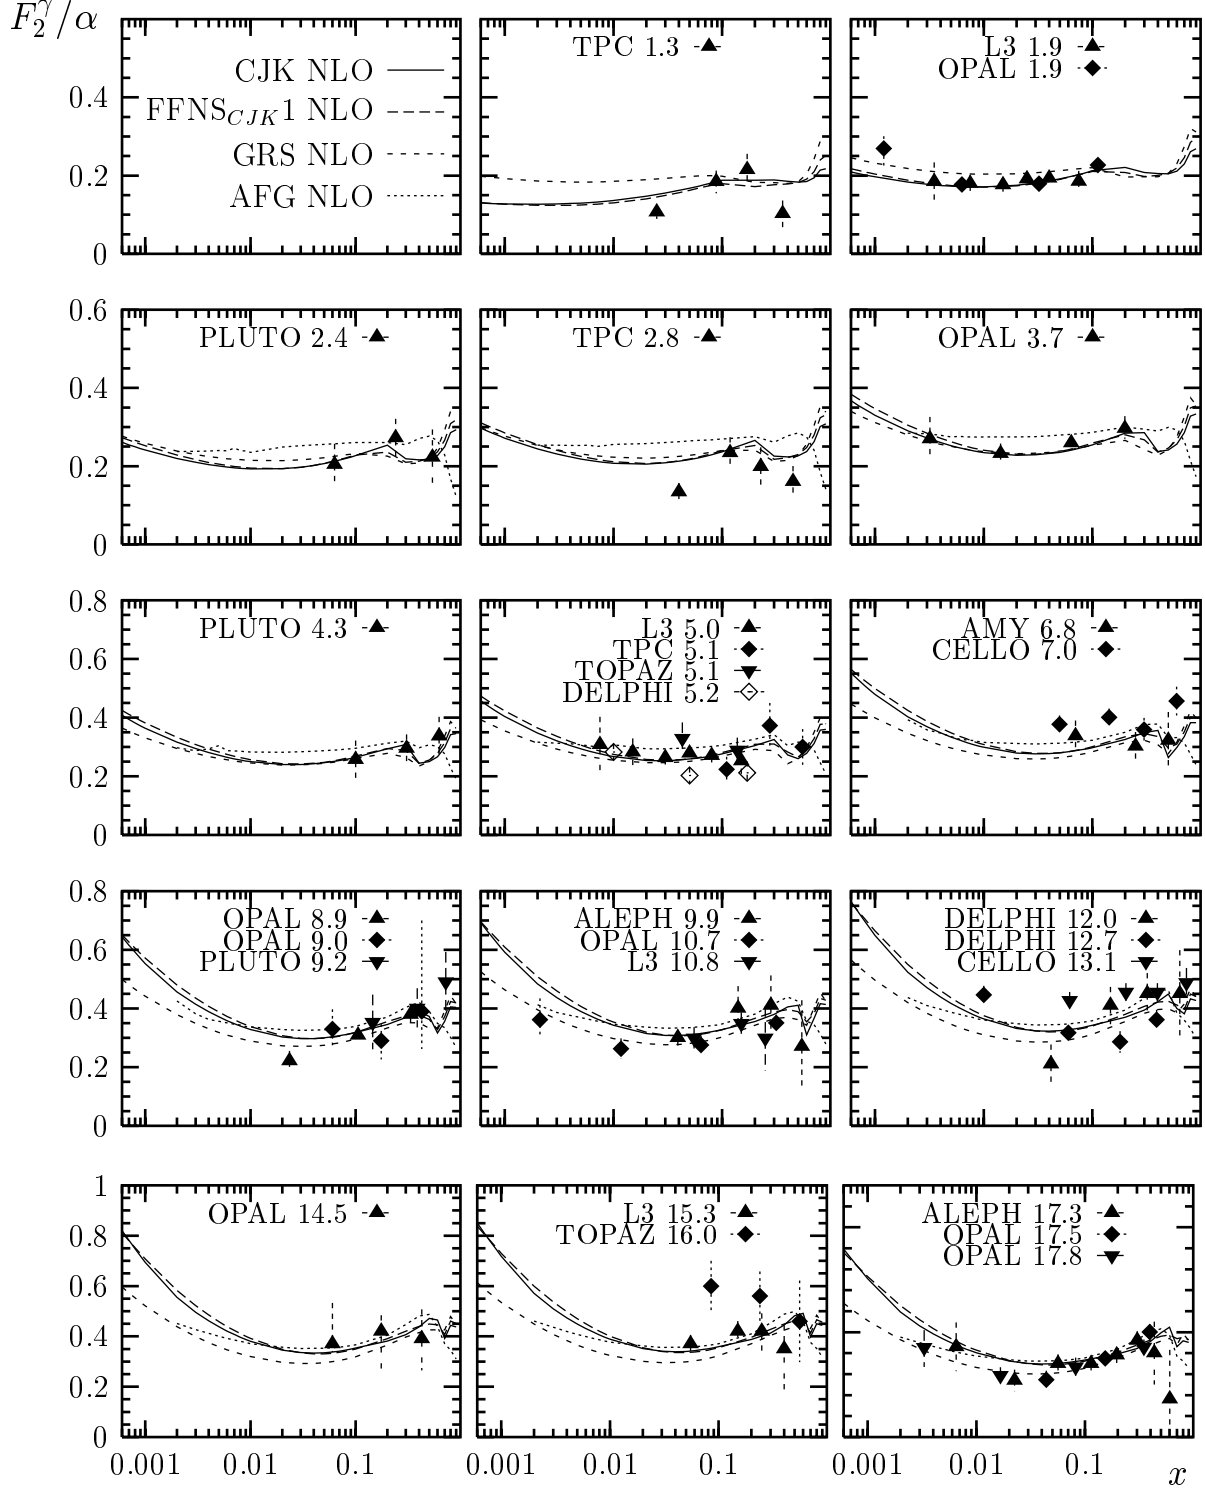 F₂^γ/α
CJK NLO
FFNS_CJK1 NLO
GRS NLO
AFG NLO
TPC 1.3
L3 1.9
OPAL 1.9
0.4
0.2
0
PLUTO 2.4
TPC 2.8
OPAL 3.7
0.6
0.4
0.2
0
PLUTO 4.3
L3 5.0
TPC 5.1
TOPAZ 5.1
DELPHI 5.2
AMY 6.8
CELLO 7.0
0.8
0.6
0.4
0.2
0
OPAL 8.9
OPAL 9.0
PLUTO 9.2
ALEPH 9.9
OPAL 10.7
L3 10.8
DELPHI 12.0
DELPHI 12.7
CELLO 13.1
0.8
0.6
0.4
0.2
0
OPAL 14.5
L3 15.3
TOPAZ 16.0
ALEPH 17.3
OPAL 17.5
OPAL 17.8
1
0.8
0.6
0.4
0.2
0
0.001 0.01 0.1
0.001 0.01 0.1
0.001 0.01 0.1
x